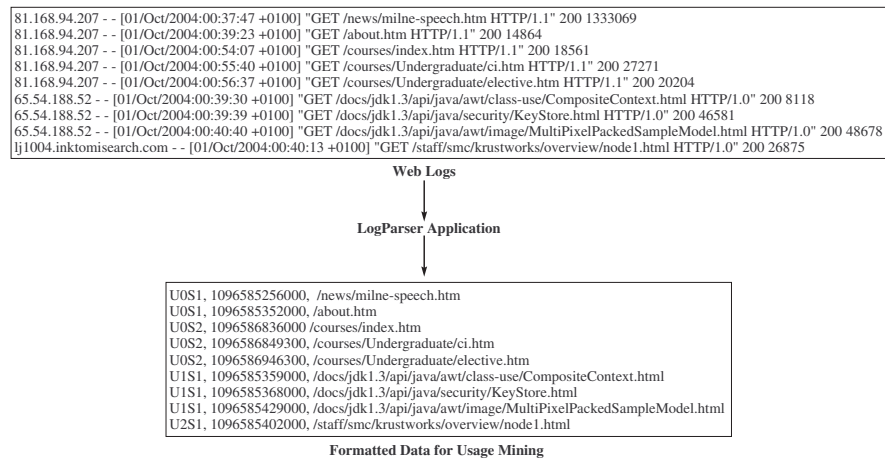 81.168.94.207 - - [01/Oct/2004:00:37:47 +0100] "GET /news/milne-speech.htm HTTP/1.1" 200 1333069
81.168.94.207 - - [01/Oct/2004:00:39:23 +0100] "GET /about.htm HTTP/1.1" 200 14864
81.168.94.207 - - [01/Oct/2004:00:54:07 +0100] "GET /courses/index.htm HTTP/1.1" 200 18561
81.168.94.207 - - [01/Oct/2004:00:55:40 +0100] "GET /courses/Undergraduate/ci.htm HTTP/1.1" 200 27271
81.168.94.207 - - [01/Oct/2004:00:56:37 +0100] "GET /courses/Undergraduate/elective.htm HTTP/1.1" 200 20204
65.54.188.52 - - [01/Oct/2004:00:39:30 +0100] "GET /docs/jdk1.3/api/java/awt/class-use/CompositeContext.html HTTP/1.0" 200 8118
65.54.188.52 - - [01/Oct/2004:00:39:39 +0100] "GET /docs/jdk1.3/api/java/security/KeyStore.html HTTP/1.0" 200 46581
65.54.188.52 - - [01/Oct/2004:00:40:40 +0100] "GET /docs/jdk1.3/api/java/awt/image/MultiPixelPackedSampleModel.html HTTP/1.0" 200 48678
lj1004.inktomisearch.com - - [01/Oct/2004:00:40:13 +0100] "GET /staff/smc/krustworks/overview/node1.html HTTP/1.0" 200 26875
Web Logs
LogParser Application
U0S1, 1096585256000, /news/milne-speech.htm
U0S1, 1096585352000, /about.htm
U0S2, 1096586836000 /courses/index.htm
U0S2, 1096586849300, /courses/Undergraduate/ci.htm
U0S2, 1096586946300, /courses/Undergraduate/elective.htm
U1S1, 1096585359000, /docs/jdk1.3/api/java/awt/class-use/CompositeContext.html
U1S1, 1096585368000, /docs/jdk1.3/api/java/security/KeyStore.html
U1S1, 1096585429000, /docs/jdk1.3/api/java/awt/image/MultiPixelPackedSampleModel.html
U2S1, 1096585402000, /staff/smc/krustworks/overview/node1.html
Formatted Data for Usage Mining